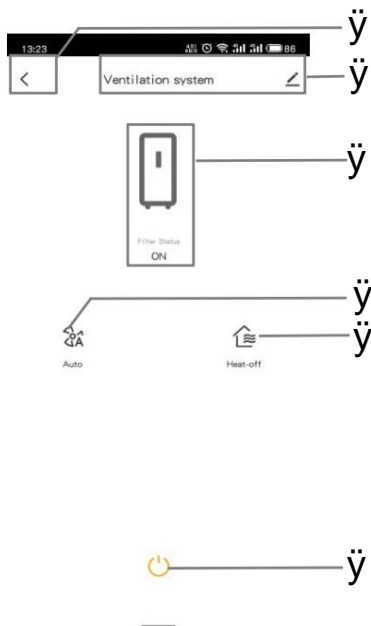 ÿ
13:23 86
ÿ
Ventilation system
ÿ
Filter Status
ON
ÿ
ÿ
A
Auto Heat-off
ÿ